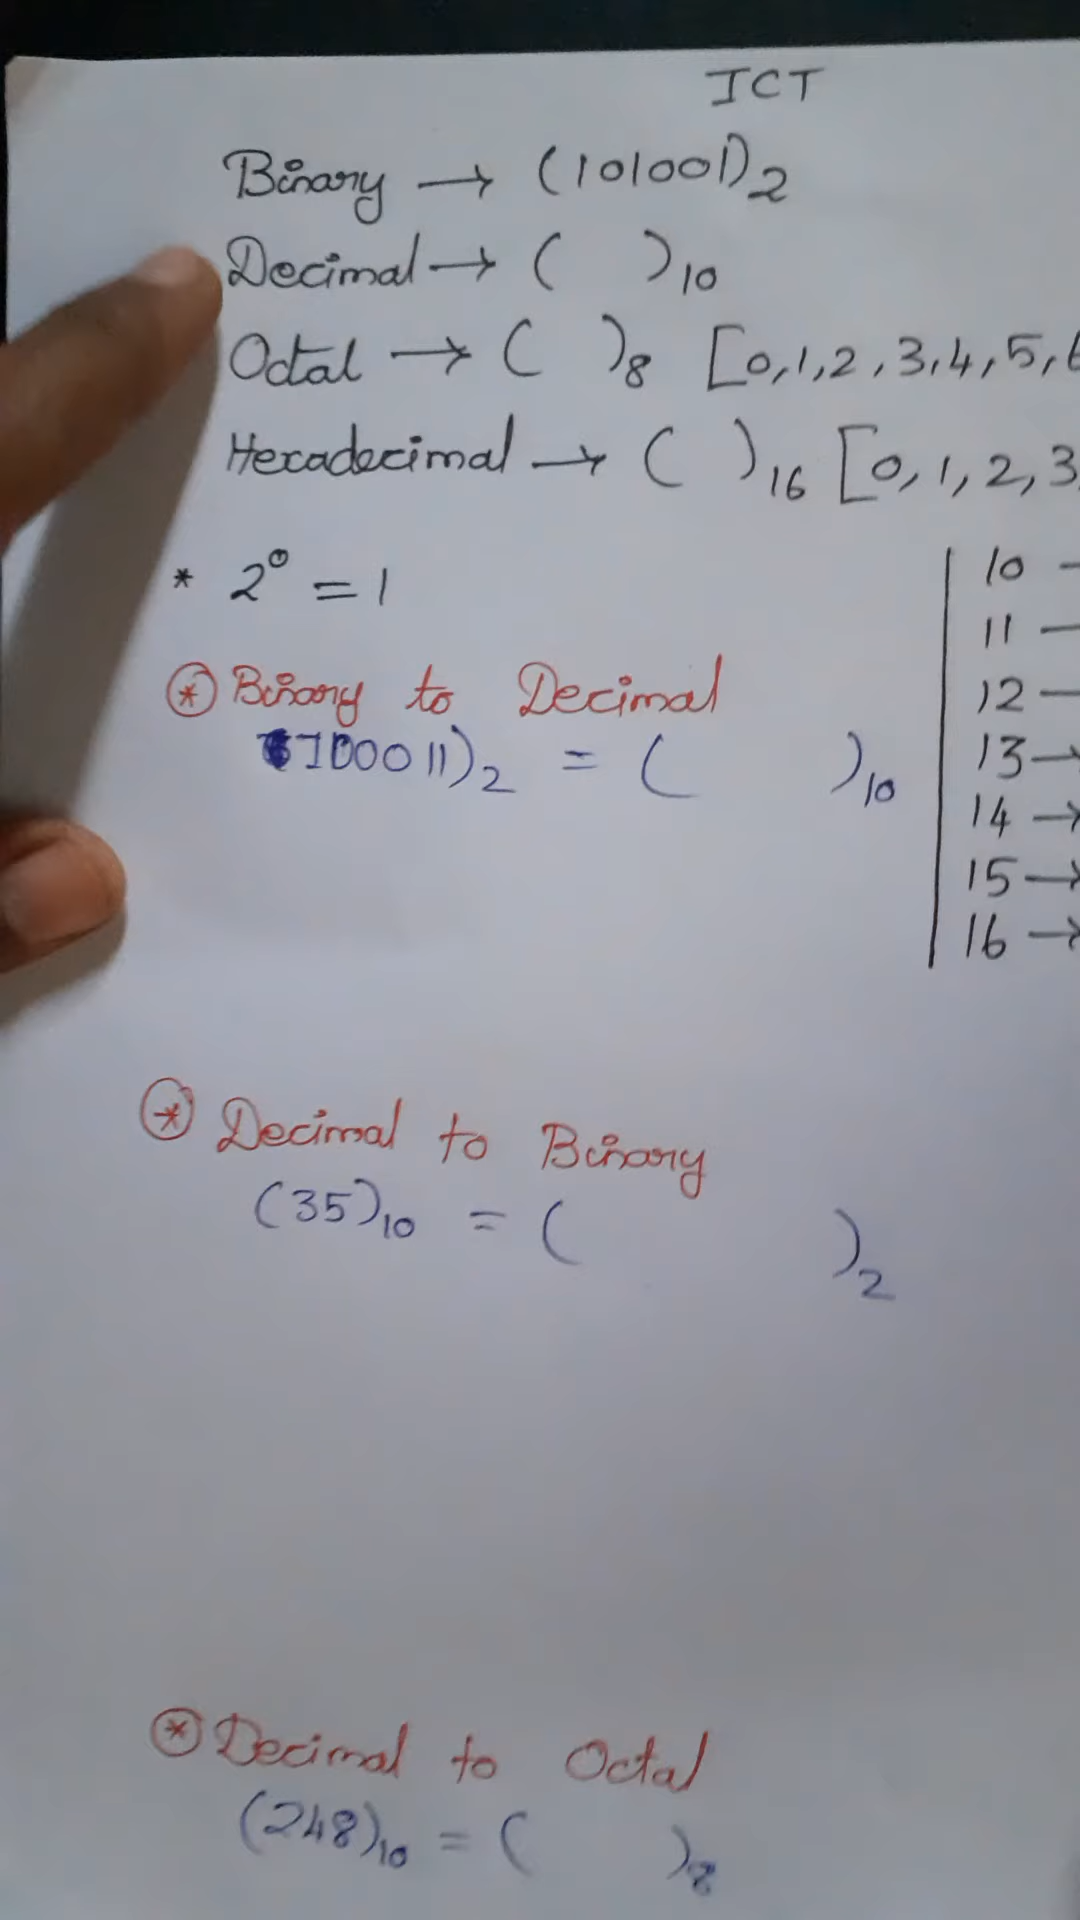 ICT
Binary → (101001)2
Decimal → ( )10
Octal → ( )8 [0,1,2,3,4,5,6
Hexadecimal → ( )16 [0,1,2,3,
* 2⁰ = 1
10 -
11 —
12 —
13 →
14 →
15 →
16 →
* Binary to Decimal
100011)2 = ( )10
* Decimal to Binary
(35)10 = ( )2
* Decimal to Octal
(248)10 = ( )8